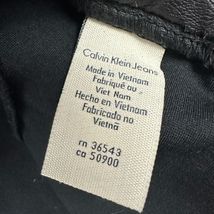 Calvin Klein Jeans
Made in Vietnam
Fabriqué au
Viet Nam
Hecho en Vietnam
Fabricado no
Vietnã
rn 36543
ca 50900